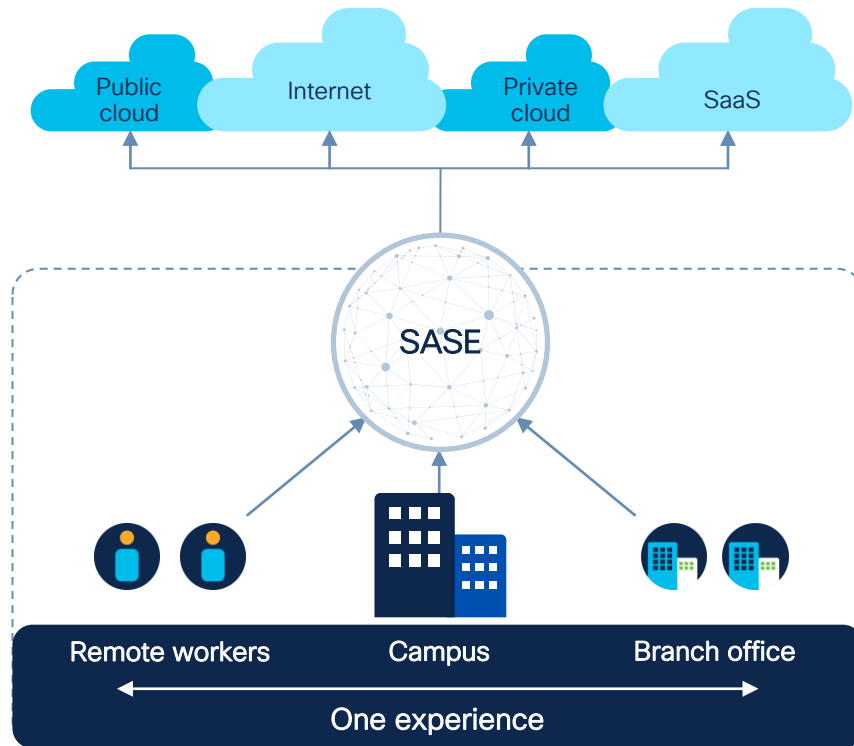 Public
cloud
Internet
Private
cloud
SaaS
SASE
Remote workers
Campus
Branch office
One experience